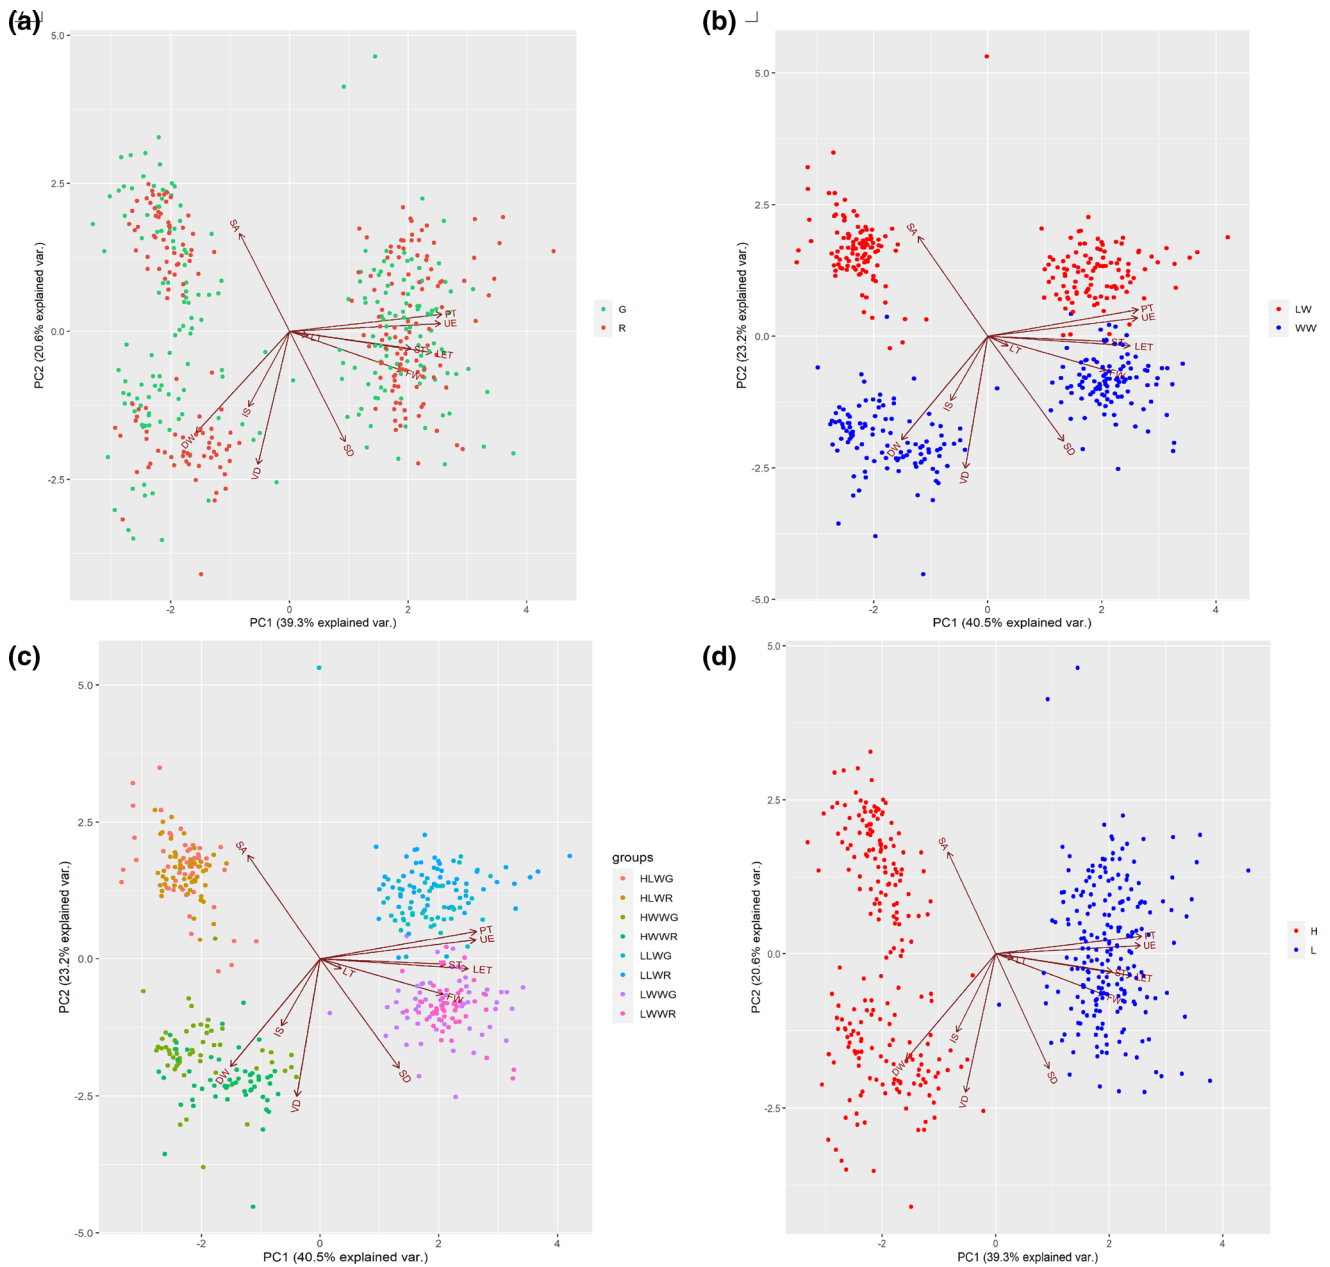 (a)
5.0
2.5
0.0
-2.5
PC2 (20.6% explained var.)
SA
PT
UE
LT
ST
LET
FW
IS
DW
VD
SD
-2
0
2
4
PC1 (39.3% explained var.)
G
R
(b)
5.0
2.5
0.0
-2.5
-5.0
PC2 (23.2% explained var.)
SA
PT
UE
LT
ST
LET
FW
IS
DW
VD
SD
-2
0
2
4
PC1 (40.5% explained var.)
LW
WW
(c)
5.0
2.5
0.0
-2.5
-5.0
PC2 (23.2% explained var.)
SA
PT
UE
LT
ST
LET
FW
IS
DW
VD
SD
-2
0
2
4
PC1 (40.5% explained var.)
groups
HLWG
HLWR
HWWG
HWWR
LLWG
LLWR
LWWG
LWWR
(d)
5.0
2.5
0.0
-2.5
PC2 (20.6% explained var.)
SA
PT
UE
LT
ST
LET
FW
IS
DW
VD
SD
-2
0
2
4
PC1 (39.3% explained var.)
H
L